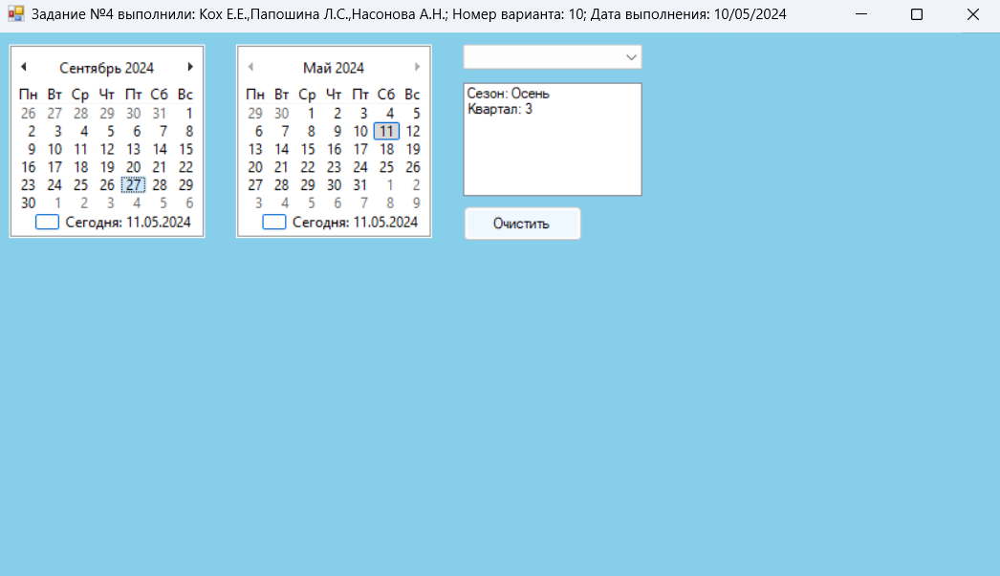 Задание №4 выполнили: Кох Е.Е.,Папошина Л.С.,Насонова А.Н.; Номер варианта: 10; Дата выполнения: 10/05/2024
Сентябрь 2024
Пн Вт Ср Чт Пт Сб Вс
26 27 28 29 30 31 1
2 3 4 5 6 7 8
9 10 11 12 13 14 15
16 17 18 19 20 21 22
23 24 25 26 27 28 29
30 1 2 3 4 5 6
Сегодня: 11.05.2024
Май 2024
Пн Вт Ср Чт Пт Сб Вс
29 30 1 2 3 4 5
6 7 8 9 10 11 12
13 14 15 16 17 18 19
20 21 22 23 24 25 26
27 28 29 30 31 1 2
3 4 5 6 7 8 9
Сегодня: 11.05.2024
Сезон: Осень
Квартал: 3
Очистить